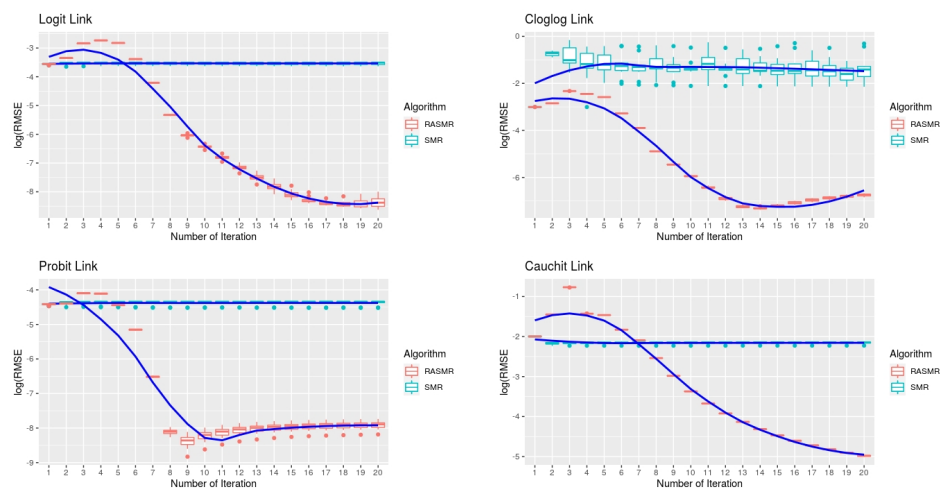 Logit Link
-3
-4
-5
-6
-7
-8
log(RMSE)
1 2 3 4 5 6 7 8 9 10 11 12 13 14 15 16 17 18 19 20
Number of Iteration
Algorithm
RASMR
SMR
Cloglog Link
0
-2
-4
-6
log(RMSE)
1 2 3 4 5 6 7 8 9 10 11 12 13 14 15 16 17 18 19 20
Number of Iteration
Algorithm
RASMR
SMR
Probit Link
-4
-5
-6
-7
-8
-9
log(RMSE)
1 2 3 4 5 6 7 8 9 10 11 12 13 14 15 16 17 18 19 20
Number of Iteration
Algorithm
RASMR
SMR
Cauchit Link
-1
-2
-3
-4
-5
log(RMSE)
1 2 3 4 5 6 7 8 9 10 11 12 13 14 15 16 17 18 19 20
Number of Iteration
Algorithm
RASMR
SMR